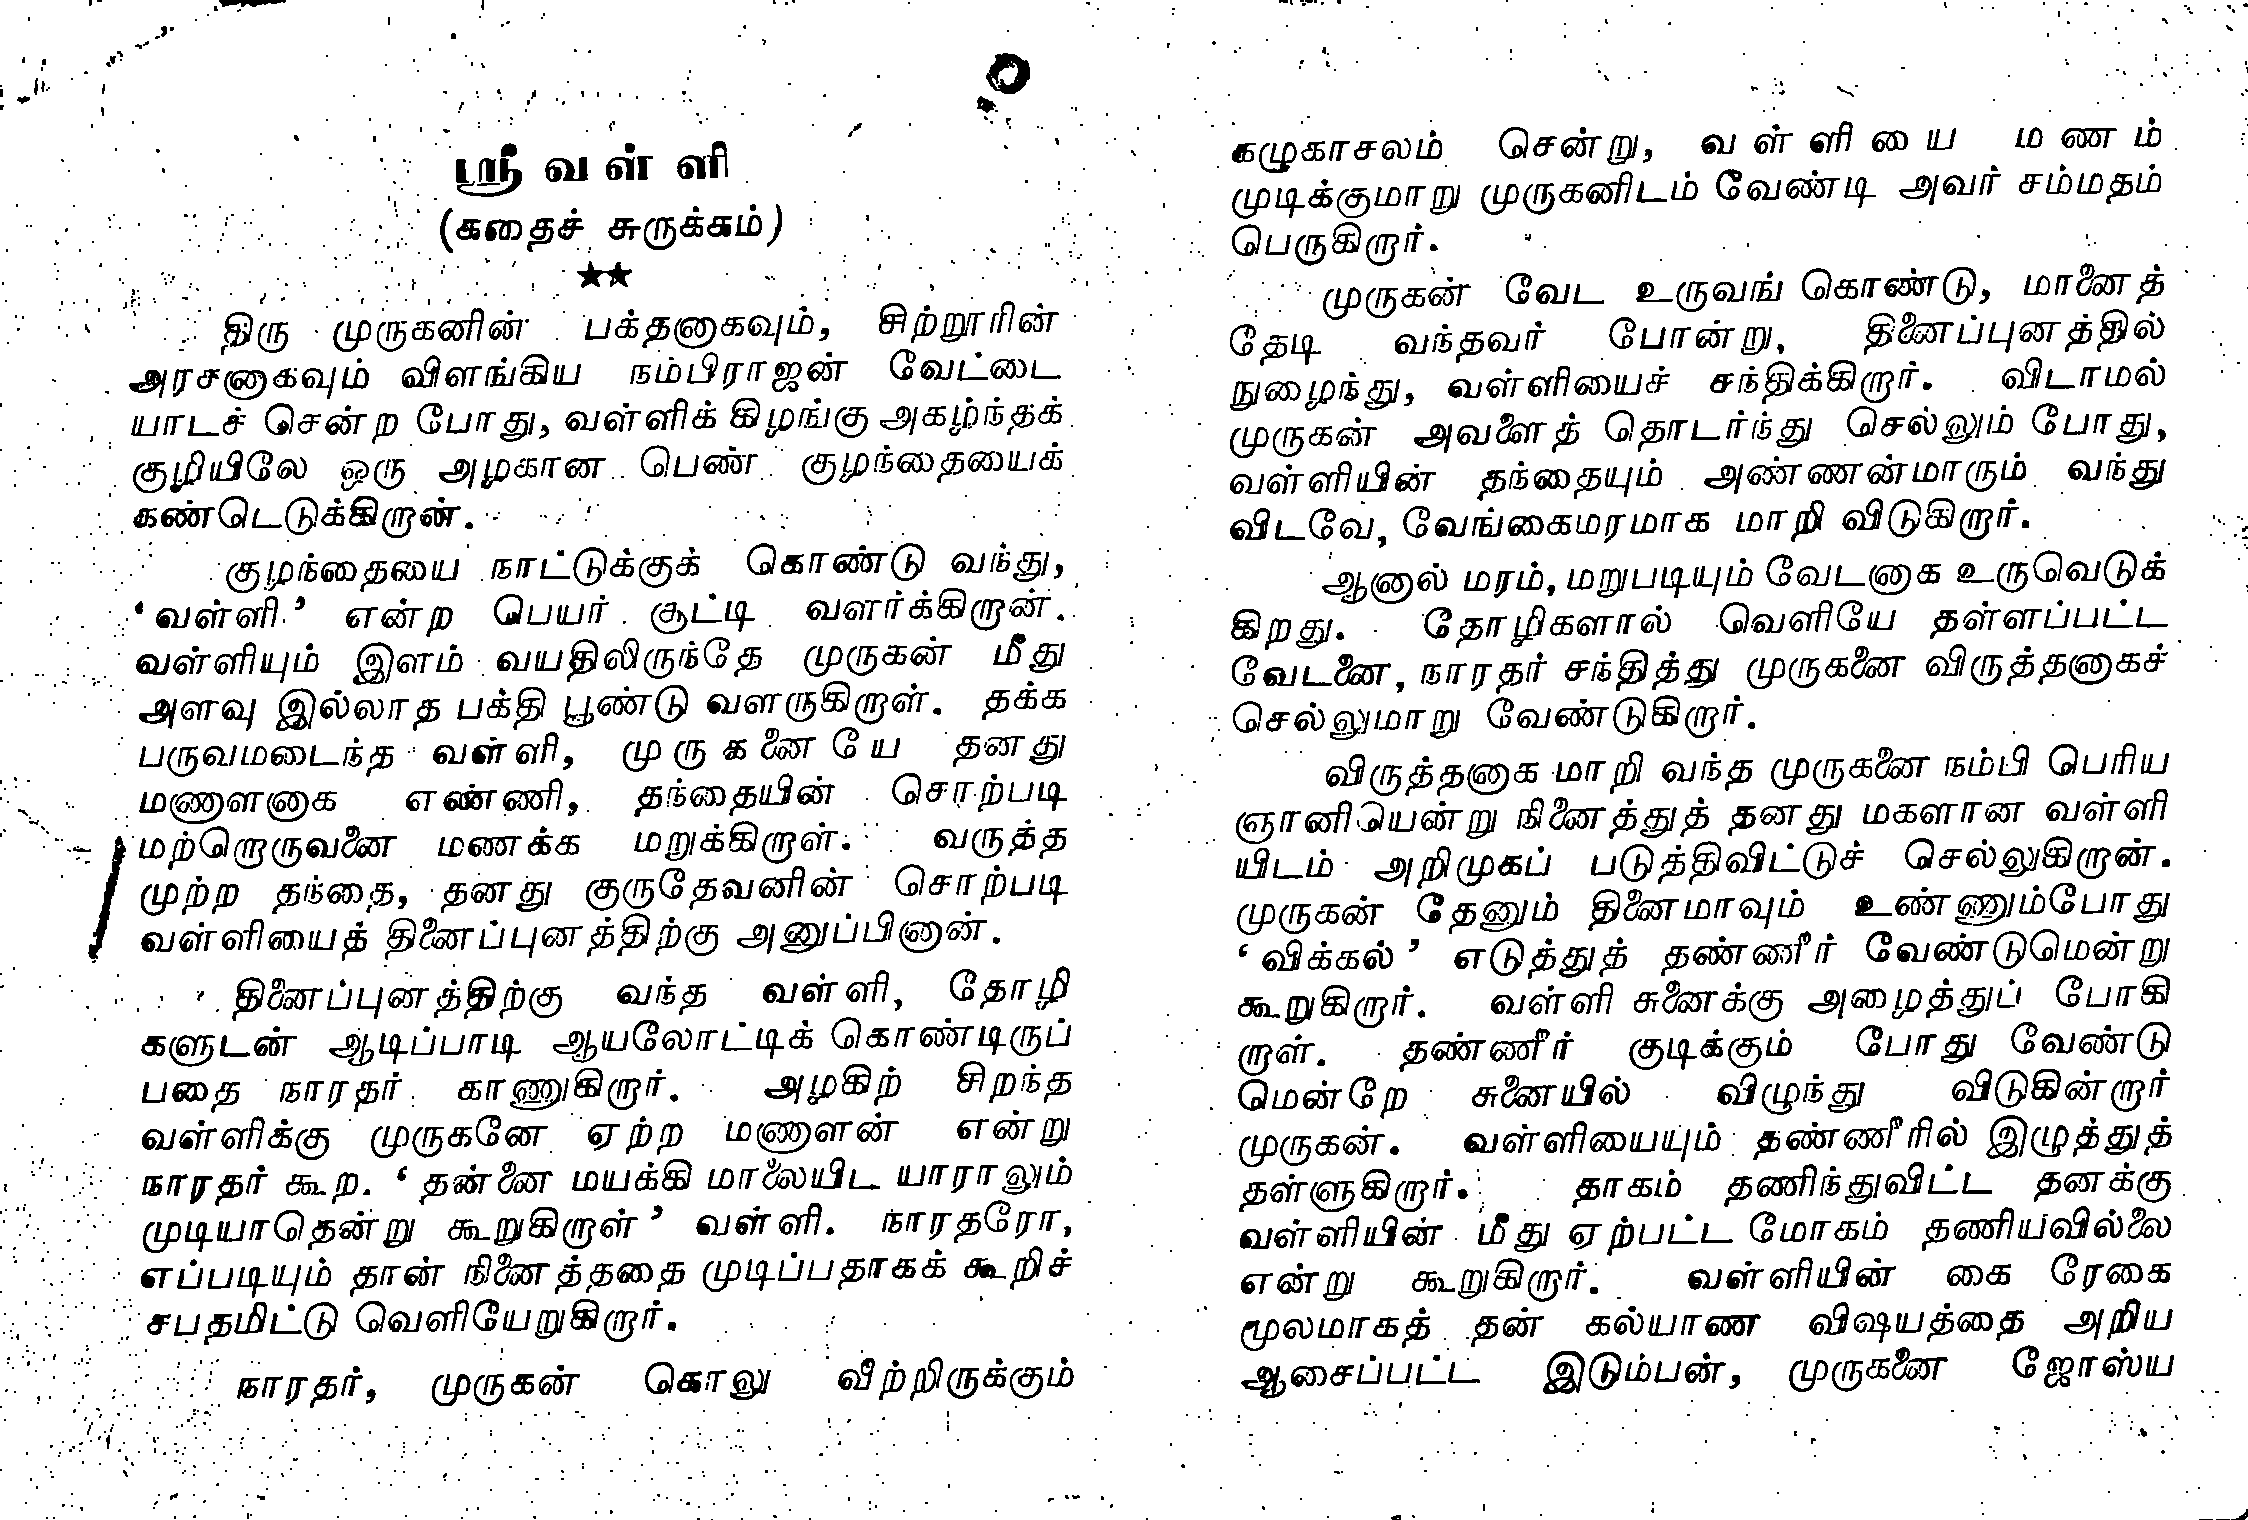 ஸ்ரீ வள்ளி
(கதைச் சுருக்கம்)
★★
திரு முருகனின் பக்தனாகவும், சிற்றூரின்
அரசனாகவும் விளங்கிய நம்பிராஜன் வேட்டை
யாடச் சென்ற போது, வள்ளிக் கிழங்கு அகழ்ந்தக்
குழியிலே ஒரு அழகான பெண் குழந்தையைக்
கண்டெடுக்கிறான்.
குழந்தையை நாட்டுக்குக் கொண்டு வந்து,
‘வள்ளி’ என்ற பெயர் சூட்டி வளர்க்கிறான்.
வள்ளியும் இளம் வயதிலிருந்தே முருகன் மீது
அளவு இல்லாத பக்தி பூண்டு வளருகிறாள். தக்க
பருவமடைந்த வள்ளி, முருகனையே தனது
மணாளனாக எண்ணி, தந்தையின் சொற்படி
மற்றொருவனை மணக்க மறுக்கிறாள். வருத்த
முற்ற தந்தை, தனது குருதேவனின் சொற்படி
வள்ளியைத் தினைப்புனத்திற்கு அனுப்பினான்.
தினைப்புனத்திற்கு வந்த வள்ளி, தோழி
களுடன் ஆடிப்பாடி ஆயலோட்டிக் கொண்டிருப்
பதை நாரதர் காணுகிறார். அழகிற் சிறந்த
வள்ளிக்கு முருகனே ஏற்ற மணாளன் என்று
நாரதர் கூற. ‘தன்னை மயக்கி மாலையிட யாராலும்
முடியாதென்று கூறுகிறாள்’ வள்ளி. நாரதரோ,
எப்படியும் தான் நினைத்ததை முடிப்பதாகக் கூறிச்
சபதமிட்டு வெளியேறுகிறார்.
நாரதர், முருகன் கொலு வீற்றிருக்கும்
கழுகாசலம் சென்று, வள்ளியை மணம்
முடிக்குமாறு முருகனிடம் வேண்டி அவர் சம்மதம்
பெருகிறார்.
முருகன் வேட உருவங் கொண்டு, மானைத்
தேடி வந்தவர் போன்று, தினைப்புனத்தில்
நுழைந்து, வள்ளியைச் சந்திக்கிறார். விடாமல்
முருகன் அவளைத் தொடர்ந்து செல்லும் போது,
வள்ளியின் தந்தையும் அண்ணன்மாரும் வந்து
விடவே, வேங்கைமரமாக மாறி விடுகிறார்.
ஆனால் மரம், மறுபடியும் வேடனாக உருவெடுக்
கிறது. தோழிகளால் வெளியே தள்ளப்பட்ட
வேடனை, நாரதர் சந்தித்து முருகனை விருத்தனாகச்
செல்லுமாறு வேண்டுகிறார்.
விருத்தனாக மாறி வந்த முருகனை நம்பி பெரிய
ஞானியென்று நினைத்துத் தனது மகளான வள்ளி
யிடம் அறிமுகப் படுத்திவிட்டுச் செல்லுகிறான்.
முருகன் தேனும் தினைமாவும் உண்ணும்போது
‘விக்கல்’ எடுத்துத் தண்ணீர் வேண்டுமென்று
கூறுகிறார். வள்ளி சுனைக்கு அழைத்துப் போகி
றாள். தண்ணீர் குடிக்கும் போது வேண்டு
மென்றே சுனையில் விழுந்து விடுகின்றார்
முருகன். வள்ளியையும் தண்ணீரில் இழுத்துத்
தள்ளுகிறார். தாகம் தணிந்துவிட்ட தனக்கு
வள்ளியின் மீது ஏற்பட்ட மோகம் தணியவில்லை
என்று கூறுகிறார். வள்ளியின் கை ரேகை
மூலமாகத் தன் கல்யாண விஷயத்தை அறிய
ஆசைப்பட்ட இடும்பன், முருகனை ஜோஸ்ய